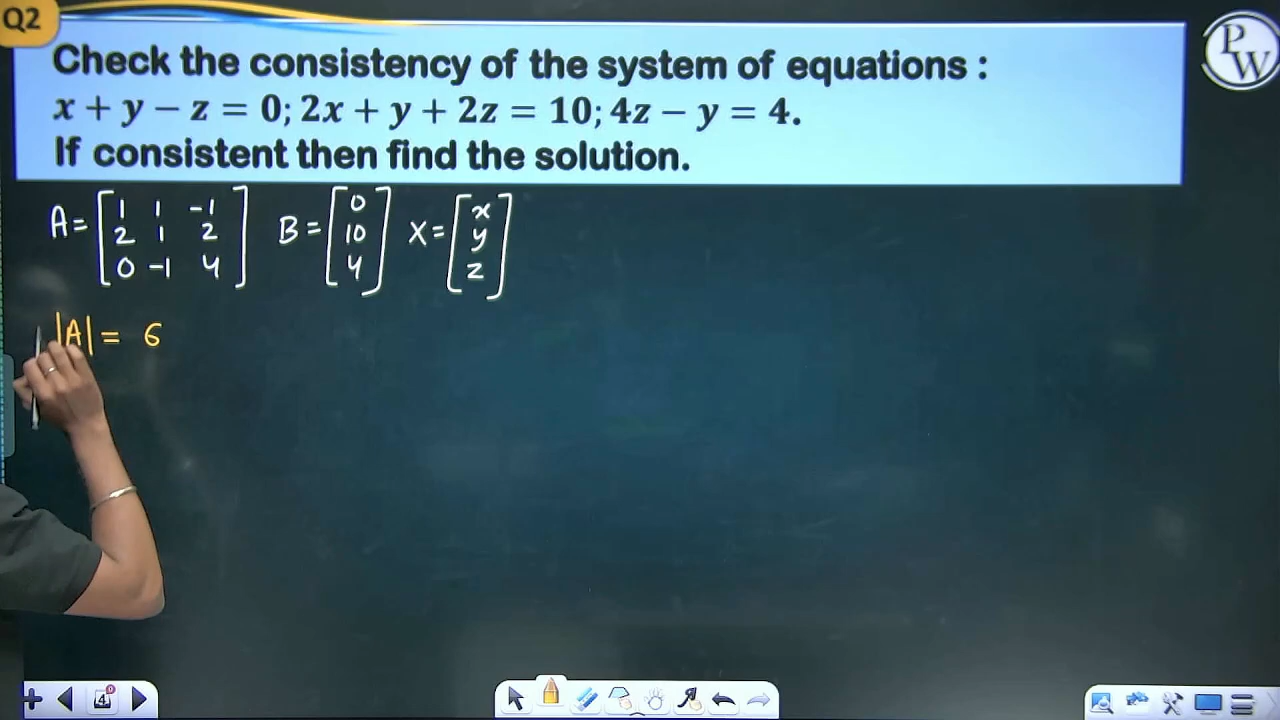 Q2
PW
Check the consistency of the system of equations :
x + y − z = 0; 2x + y + 2z = 10; 4z − y = 4.
If consistent then find the solution.
A = [1 1 -1
2 1 2
0 -1 4]
B = [0
10
4]
X = [x
y
z]
|A| = 6
4